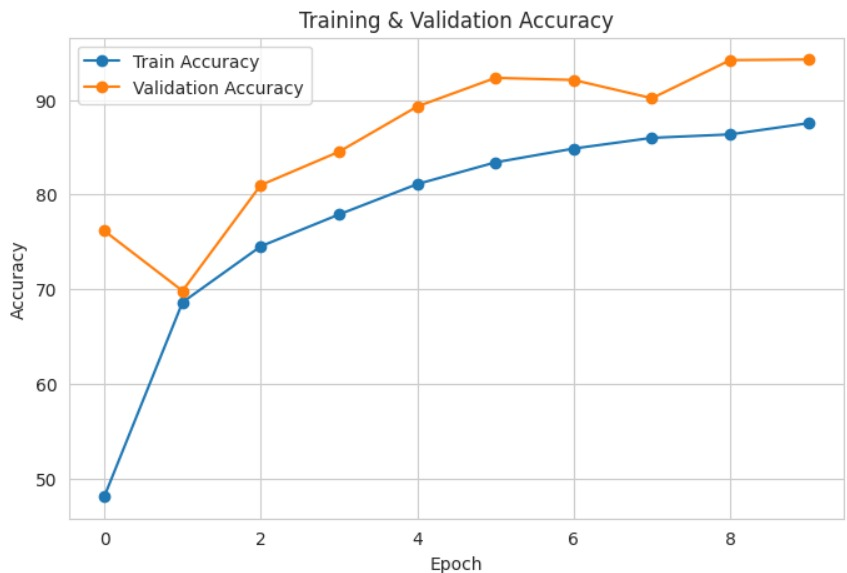 Training & Validation Accuracy
Train Accuracy
Validation Accuracy
90
80
70
60
50
Accuracy
0 2 4 6 8
Epoch